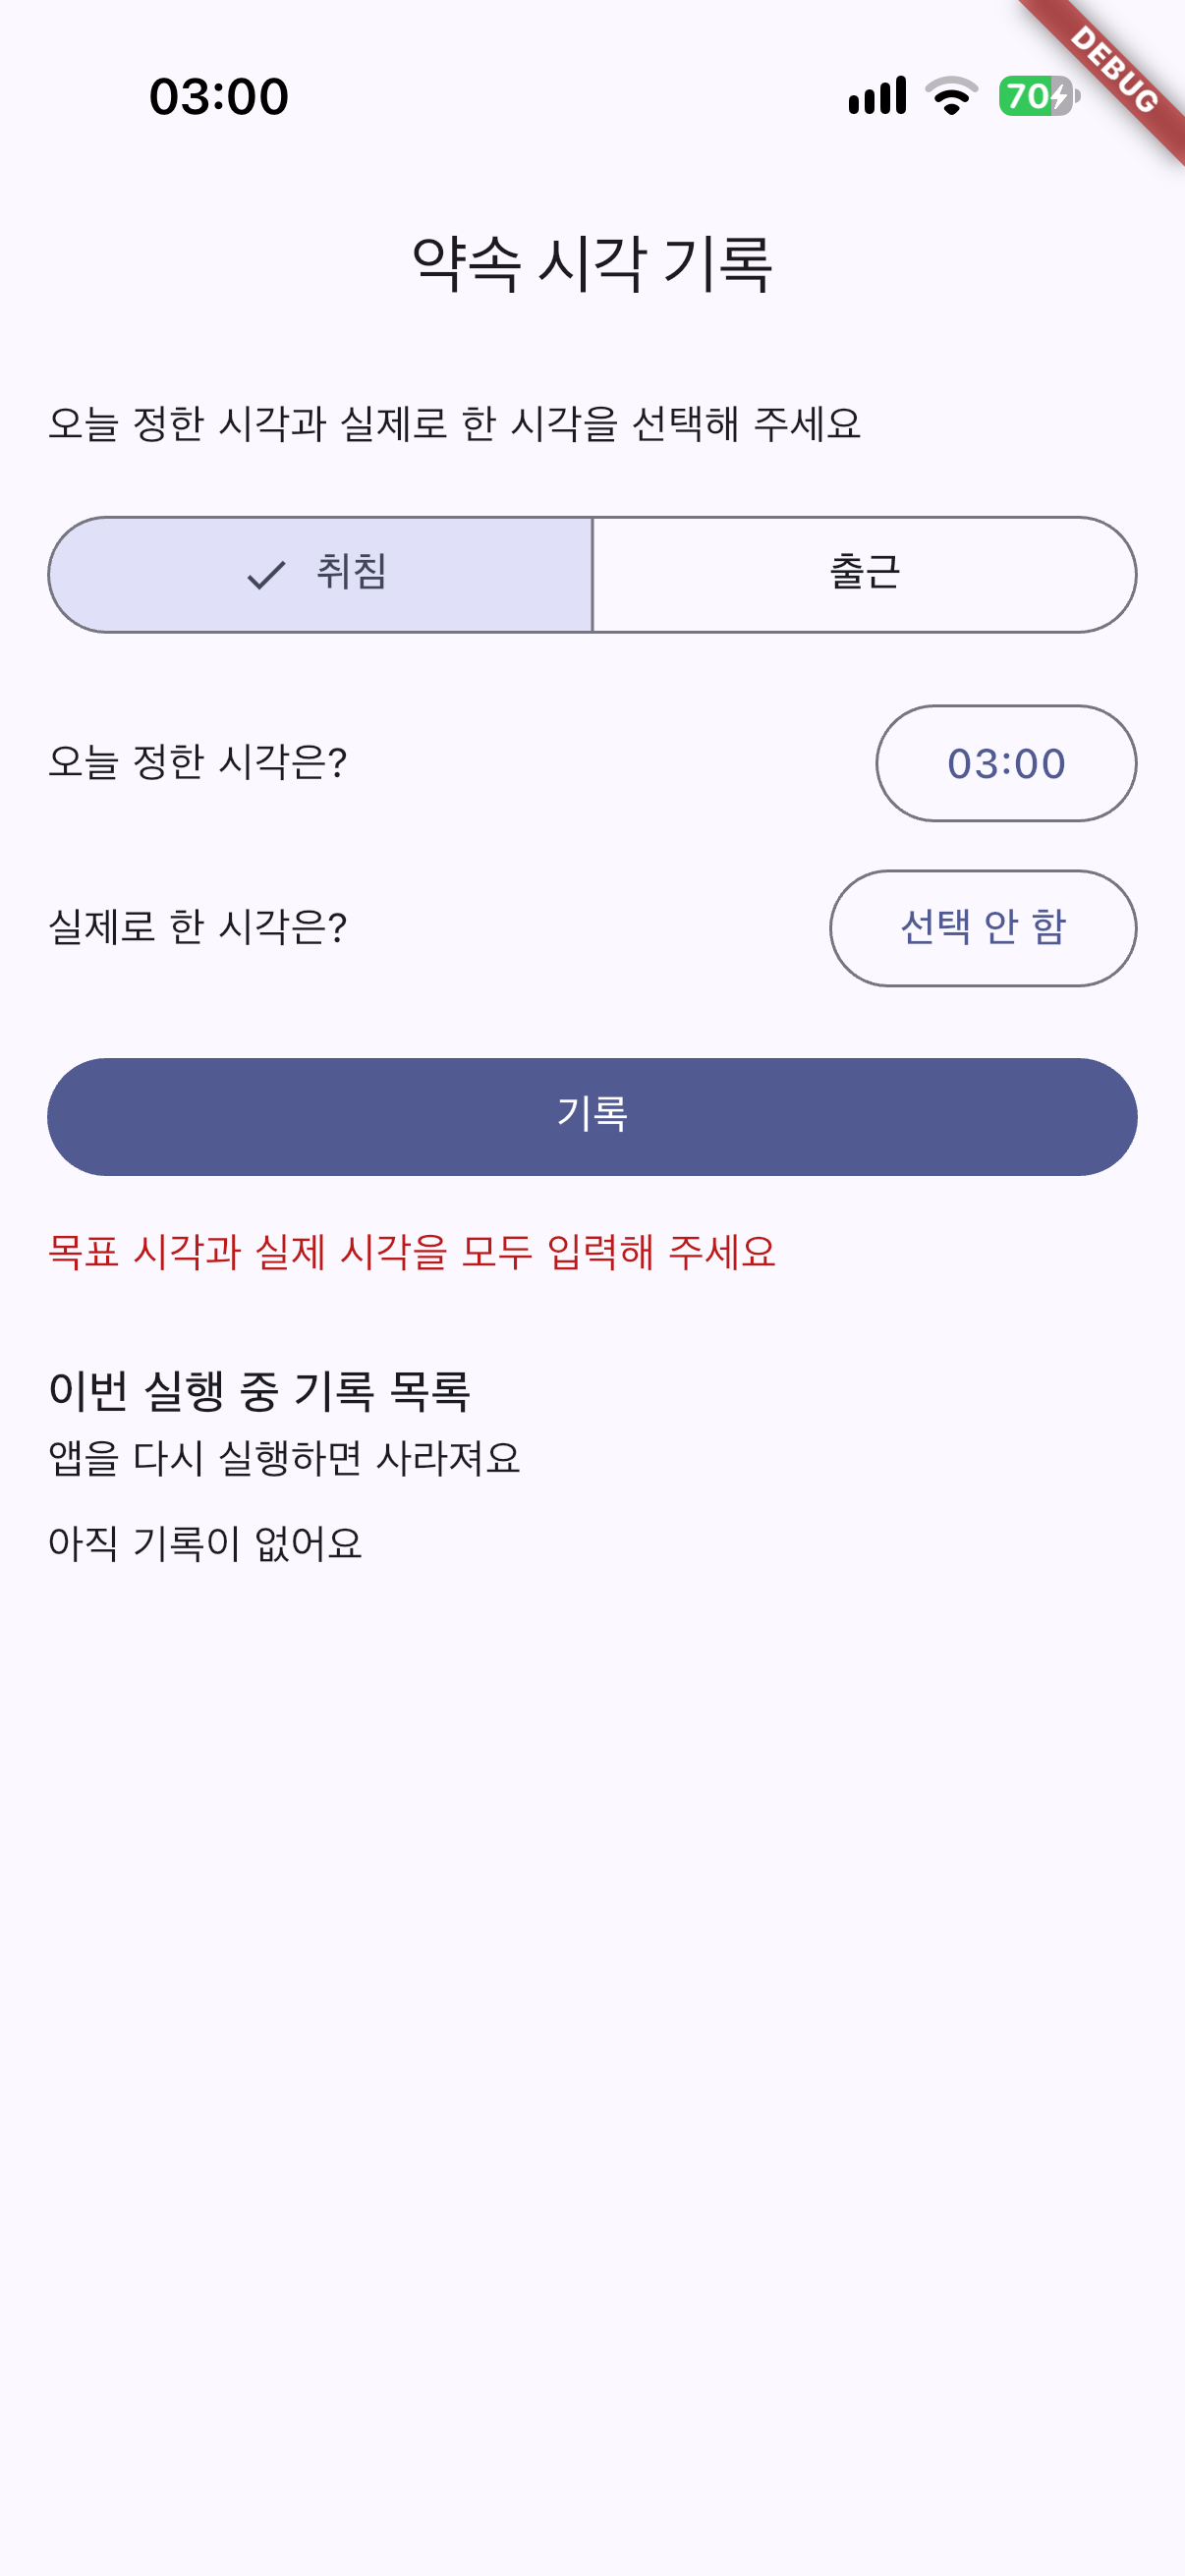 03:00
70
DEBUG
약속 시각 기록
오늘 정한 시각과 실제로 한 시각을 선택해 주세요
취침
출근
오늘 정한 시각은?
03:00
실제로 한 시각은?
선택 안 함
기록
목표 시각과 실제 시각을 모두 입력해 주세요
이번 실행 중 기록 목록
앱을 다시 실행하면 사라져요
아직 기록이 없어요